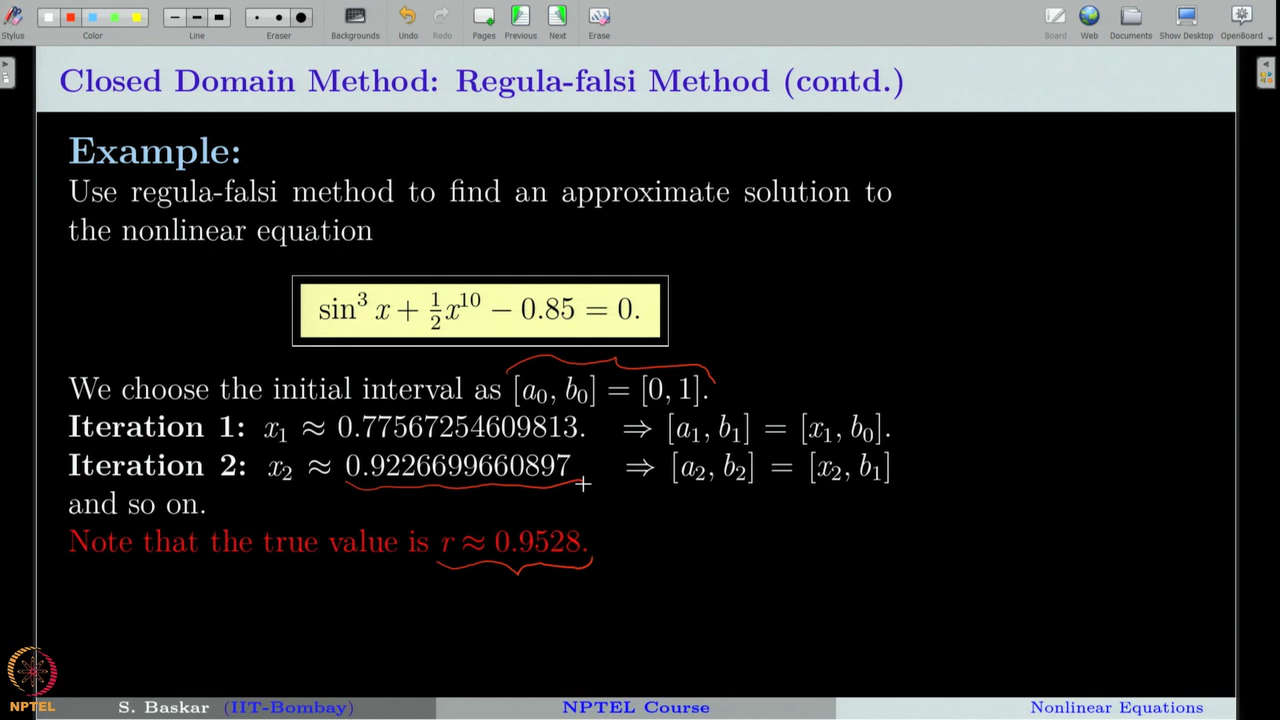 Stylus Color Line Eraser Backgrounds Undo Redo Pages Previous Next Erase Board Web Documents Show Desktop OpenBoard
Closed Domain Method: Regula-falsi Method (contd.)
Example:
Use regula-falsi method to find an approximate solution to
the nonlinear equation
sin³ x + ½x¹⁰ − 0.85 = 0.
We choose the initial interval as [a₀, b₀] = [0, 1].
Iteration 1: x₁ ≈ 0.77567254609813. ⇒ [a₁, b₁] = [x₁, b₀].
Iteration 2: x₂ ≈ 0.9226699660897 ⇒ [a₂, b₂] = [x₂, b₁]
and so on.
Note that the true value is r ≈ 0.9528.
NPTEL
S. Baskar (IIT-Bombay) NPTEL Course Nonlinear Equations